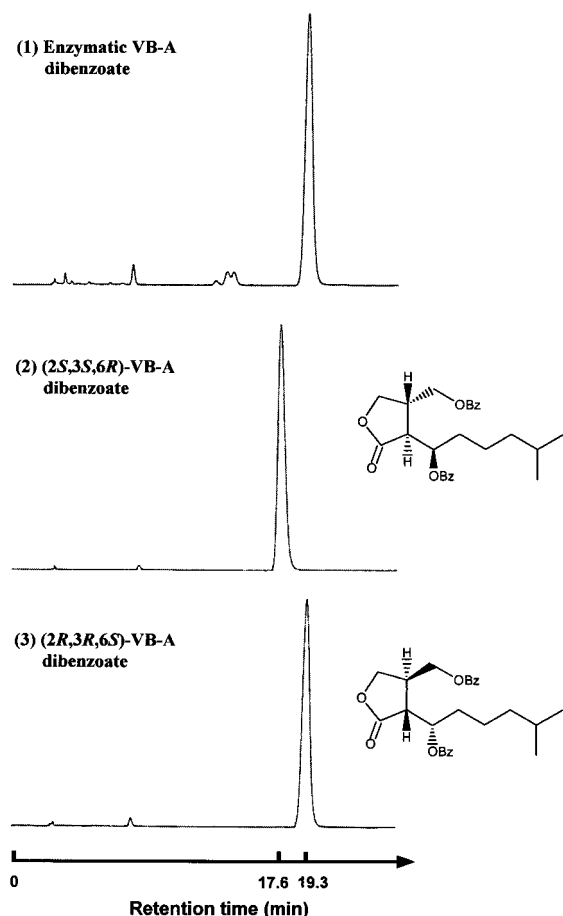 (1) Enzymatic VB-A
dibenzoate
(2) (2S,3S,6R)-VB-A
dibenzoate
H
OBz
O
O
H
OBz
(3) (2R,3R,6S)-VB-A
dibenzoate
H
OBz
O
O
H
OBz
0
17.6
19.3
Retention time (min)